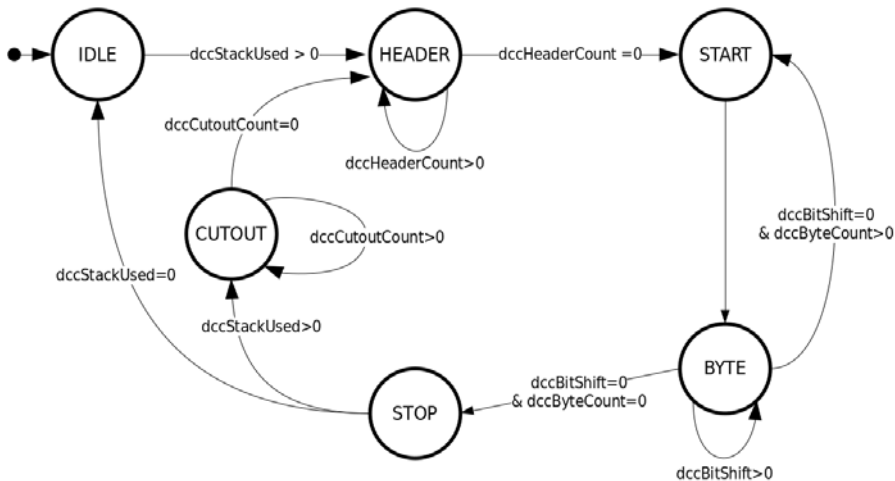 IDLE
dccStackUsed > 0
HEADER
dccHeaderCount =0
START
dccCutoutCount=0
dccHeaderCount>0
CUTOUT
dccCutoutCount>0
dccBitShift=0
& dccByteCount>0
dccStackUsed=0
dccStackUsed>0
BYTE
dccBitShift=0
& dccByteCount=0
STOP
dccBitShift>0